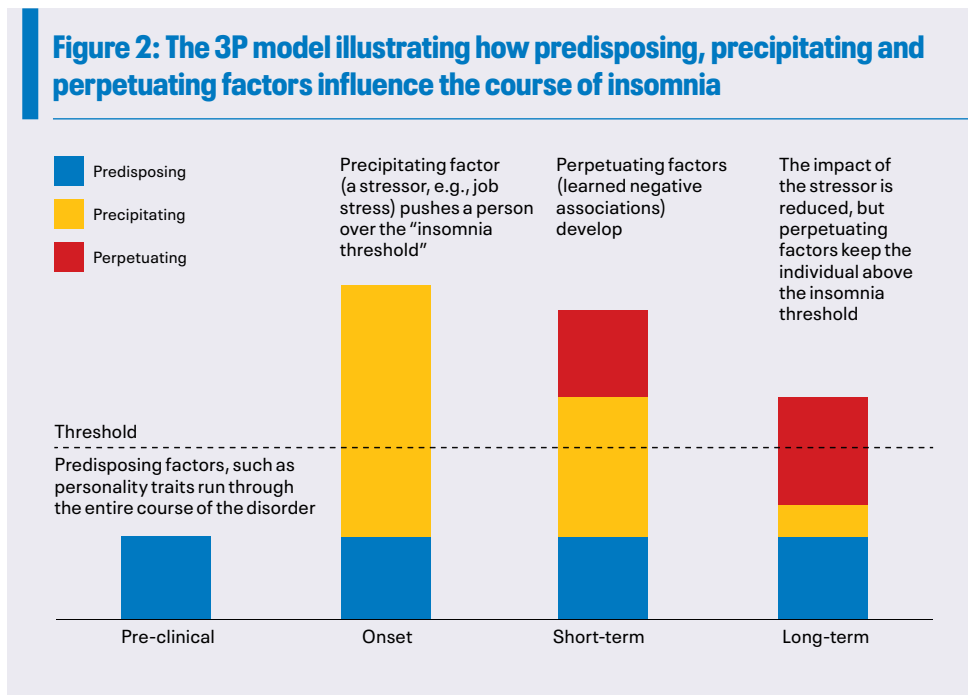 Figure 2: The 3P model illustrating how predisposing, precipitating and
perpetuating factors influence the course of insomnia
Predisposing
Precipitating
Perpetuating
Precipitating factor
(a stressor, e.g., job
stress) pushes a person
over the “insomnia
threshold”
Perpetuating factors
(learned negative
associations)
develop
The impact of
the stressor is
reduced, but
perpetuating
factors keep the
individual above
the insomnia
threshold
Threshold
Predisposing factors, such as
personality traits run through
the entire course of the disorder
Pre-clinical
Onset
Short-term
Long-term